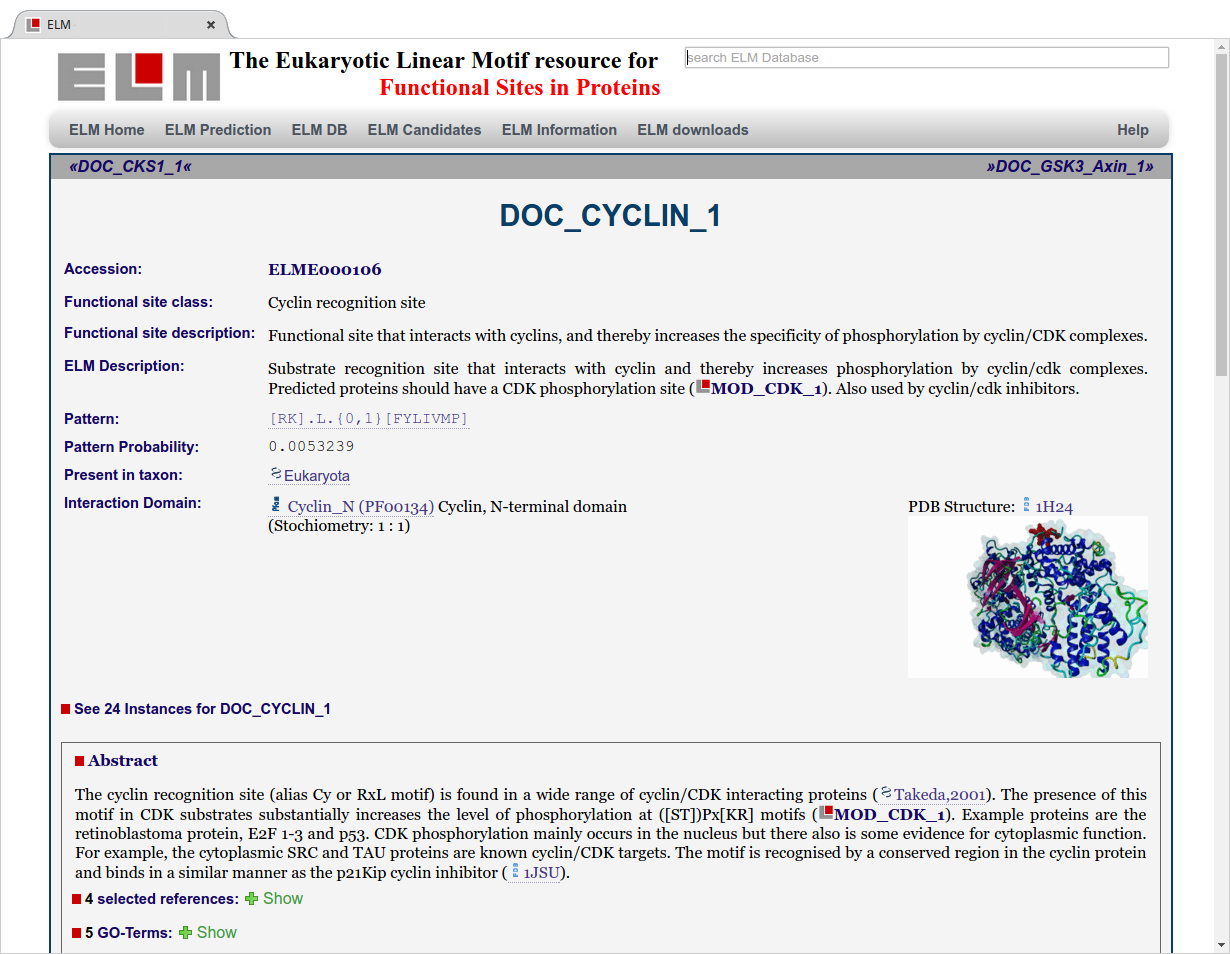 ELM
ELM
The Eukaryotic Linear Motif resource for
Functional Sites in Proteins
search ELM Database
ELM Home ELM Prediction ELM DB ELM Candidates ELM Information ELM downloads Help
«DOC_CKS1_1« »DOC_GSK3_Axin_1»
DOC_CYCLIN_1
Accession: ELME000106
Functional site class: Cyclin recognition site
Functional site description: Functional site that interacts with cyclins, and thereby increases the specificity of phosphorylation by cyclin/CDK complexes.
ELM Description: Substrate recognition site that interacts with cyclin and thereby increases phosphorylation by cyclin/cdk complexes.
Predicted proteins should have a CDK phosphorylation site (MOD_CDK_1). Also used by cyclin/cdk inhibitors.
Pattern: [RK].L.{0,1}[FYLIVMP]
Pattern Probability: 0.0053239
Present in taxon: Eukaryota
Interaction Domain: Cyclin_N (PF00134) Cyclin, N-terminal domain
(Stochiometry: 1 : 1)
PDB Structure: 1H24
See 24 Instances for DOC_CYCLIN_1
Abstract
The cyclin recognition site (alias Cy or RxL motif) is found in a wide range of cyclin/CDK interacting proteins (Takeda,2001). The presence of this
motif in CDK substrates substantially increases the level of phosphorylation at ([ST])Px[KR] motifs (MOD_CDK_1). Example proteins are the
retinoblastoma protein, E2F 1-3 and p53. CDK phosphorylation mainly occurs in the nucleus but there also is some evidence for cytoplasmic function.
For example, the cytoplasmic SRC and TAU proteins are known cyclin/CDK targets. The motif is recognised by a conserved region in the cyclin protein
and binds in a similar manner as the p21Kip cyclin inhibitor (1JSU).
4 selected references: Show
5 GO-Terms: Show